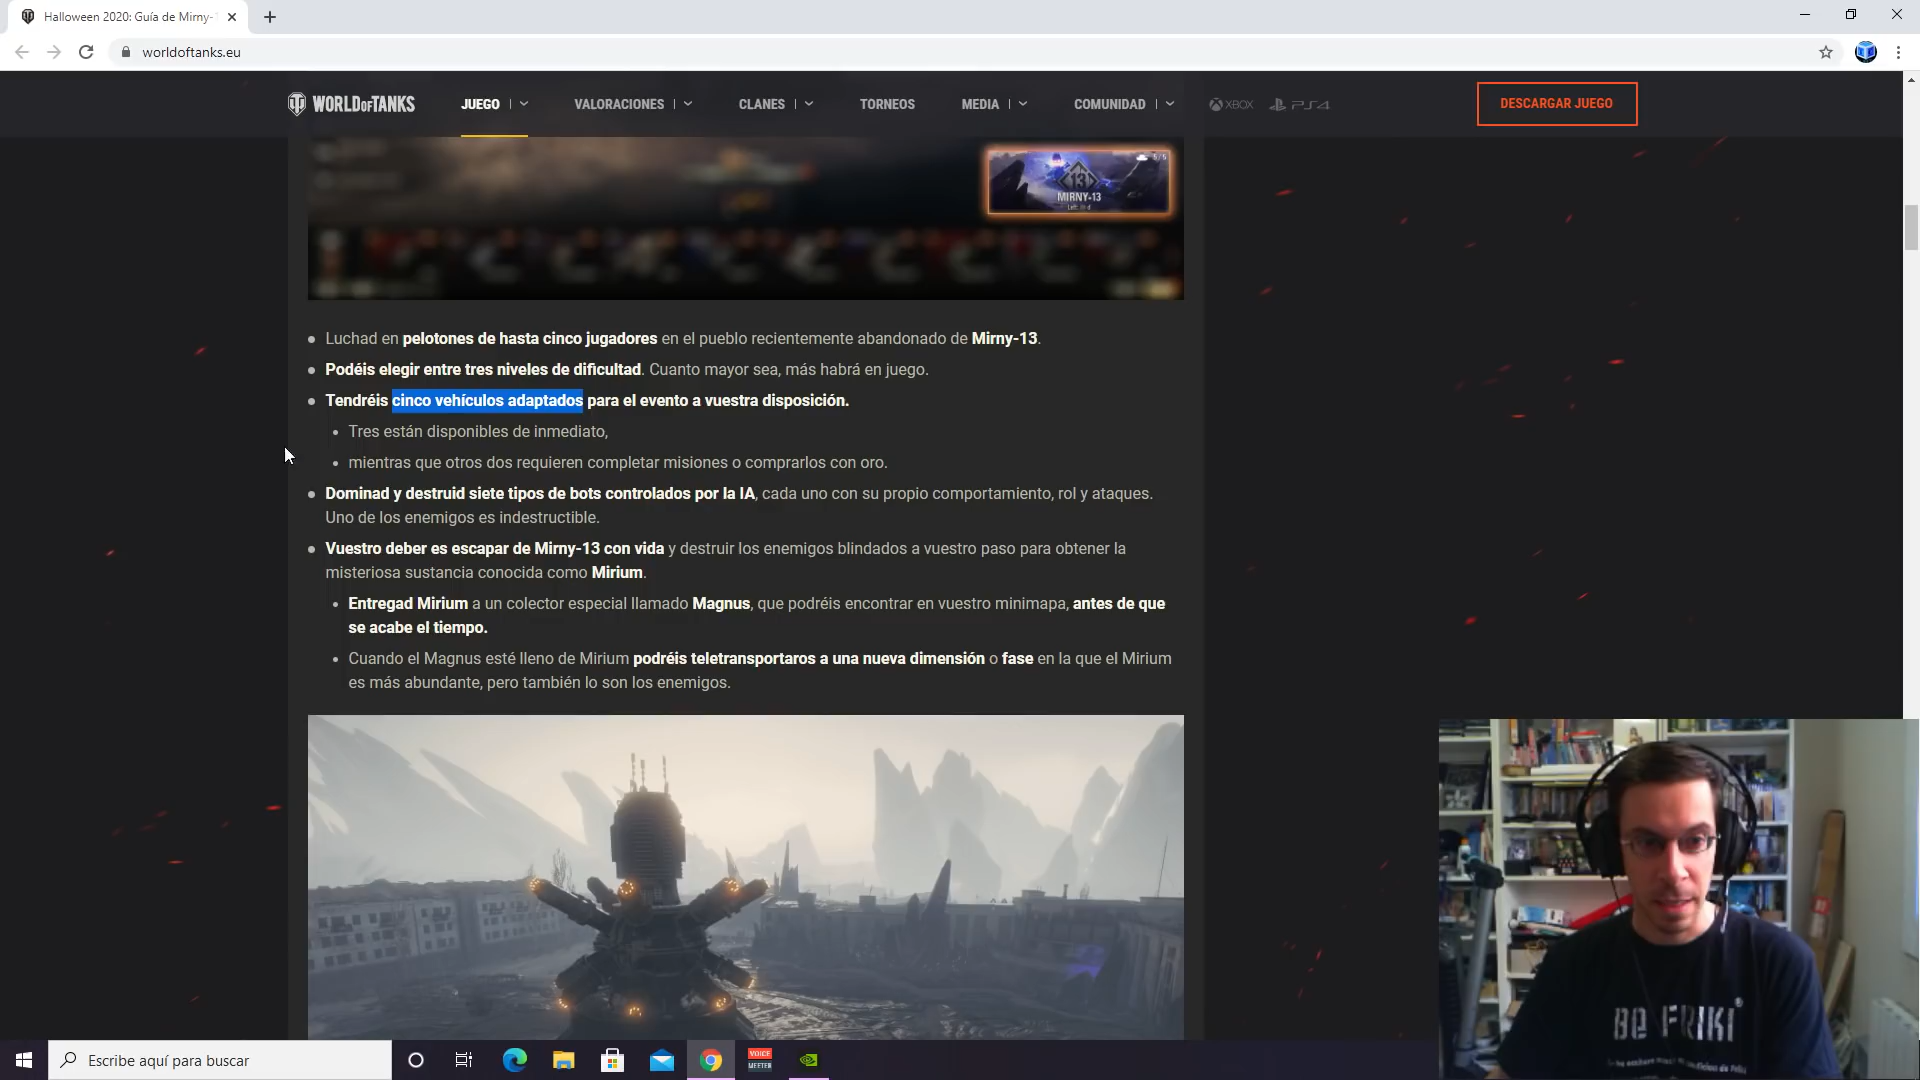 Halloween 2020: Guía de Mirny-
worldoftanks.eu
WORLD OF TANKS
JUEGO
VALORACIONES
CLANES
TORNEOS
MEDIA
COMUNIDAD
XBOX
PS4
DESCARGAR JUEGO
5/5
13
MIRNY-13
Luchad en pelotones de hasta cinco jugadores en el pueblo recientemente abandonado de Mirny-13.
Podéis elegir entre tres niveles de dificultad. Cuanto mayor sea, más habrá en juego.
Tendréis cinco vehículos adaptados para el evento a vuestra disposición.
Tres están disponibles de inmediato,
mientras que otros dos requieren completar misiones o comprarlos con oro.
Dominad y destruid siete tipos de bots controlados por la IA, cada uno con su propio comportamiento, rol y ataques.
Uno de los enemigos es indestructible.
Vuestro deber es escapar de Mirny-13 con vida y destruir los enemigos blindados a vuestro paso para obtener la
misteriosa sustancia conocida como Mirium.
Entregad Mirium a un colector especial llamado Magnus, que podréis encontrar en vuestro minimapa, antes de que
se acabe el tiempo.
Cuando el Magnus esté lleno de Mirium podréis teletransportaros a una nueva dimensión o fase en la que el Mirium
es más abundante, pero también lo son los enemigos.
BE FRIKI
Escribe aquí para buscar
VOICE
MEETER